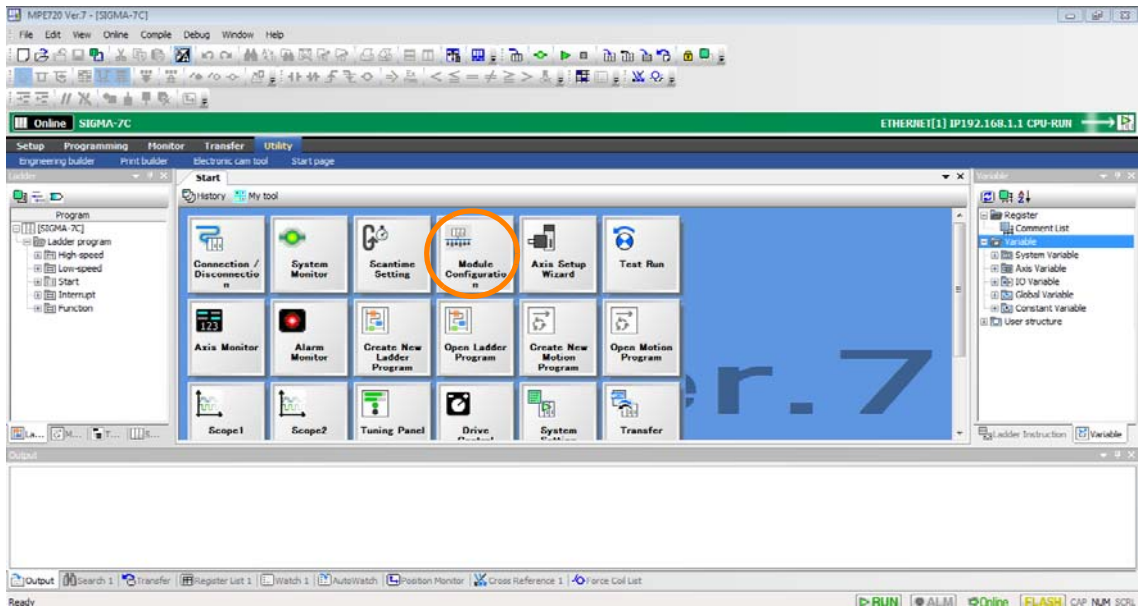 MPE720 Ver.7 - [SIGMA-7C]
File Edit View Online Compile Debug Window Help
Online SIGMA-7C ETHERNET[1] IP192.168.1.1 CPU-RUN
Setup Programming Monitor Transfer Utility
Engineering builder Print builder Electronic cam tool Start page
Ladder Start Variable
History My tool
Program
[SIGMA-7C]
Ladder program
High-speed
Low-speed
Start
Interrupt
Function
Connection / Disconnectio n
System Monitor
Scantime Setting
Module Configuratio n
Axis Setup Wizard
Test Run
123
Axis Monitor
Alarm Monitor
Create New Ladder Program
Open Ladder Program
Create New Motion Program
Open Motion Program
Scope1
Scope2
Tuning Panel
Drive
System
Transfer
er.7
Register
Comment List
Variable
System Variable
Axis Variable
IO Variable
Global Variable
Constant Variable
User structure
La... M... T... S...
Ladder Instruction Variable
Output
Output Search 1 Transfer Register List 1 Watch 1 AutoWatch Position Monitor Cross Reference 1 Force Coil List
Ready RUN ALM Online FLASH CAP NUM SCRL